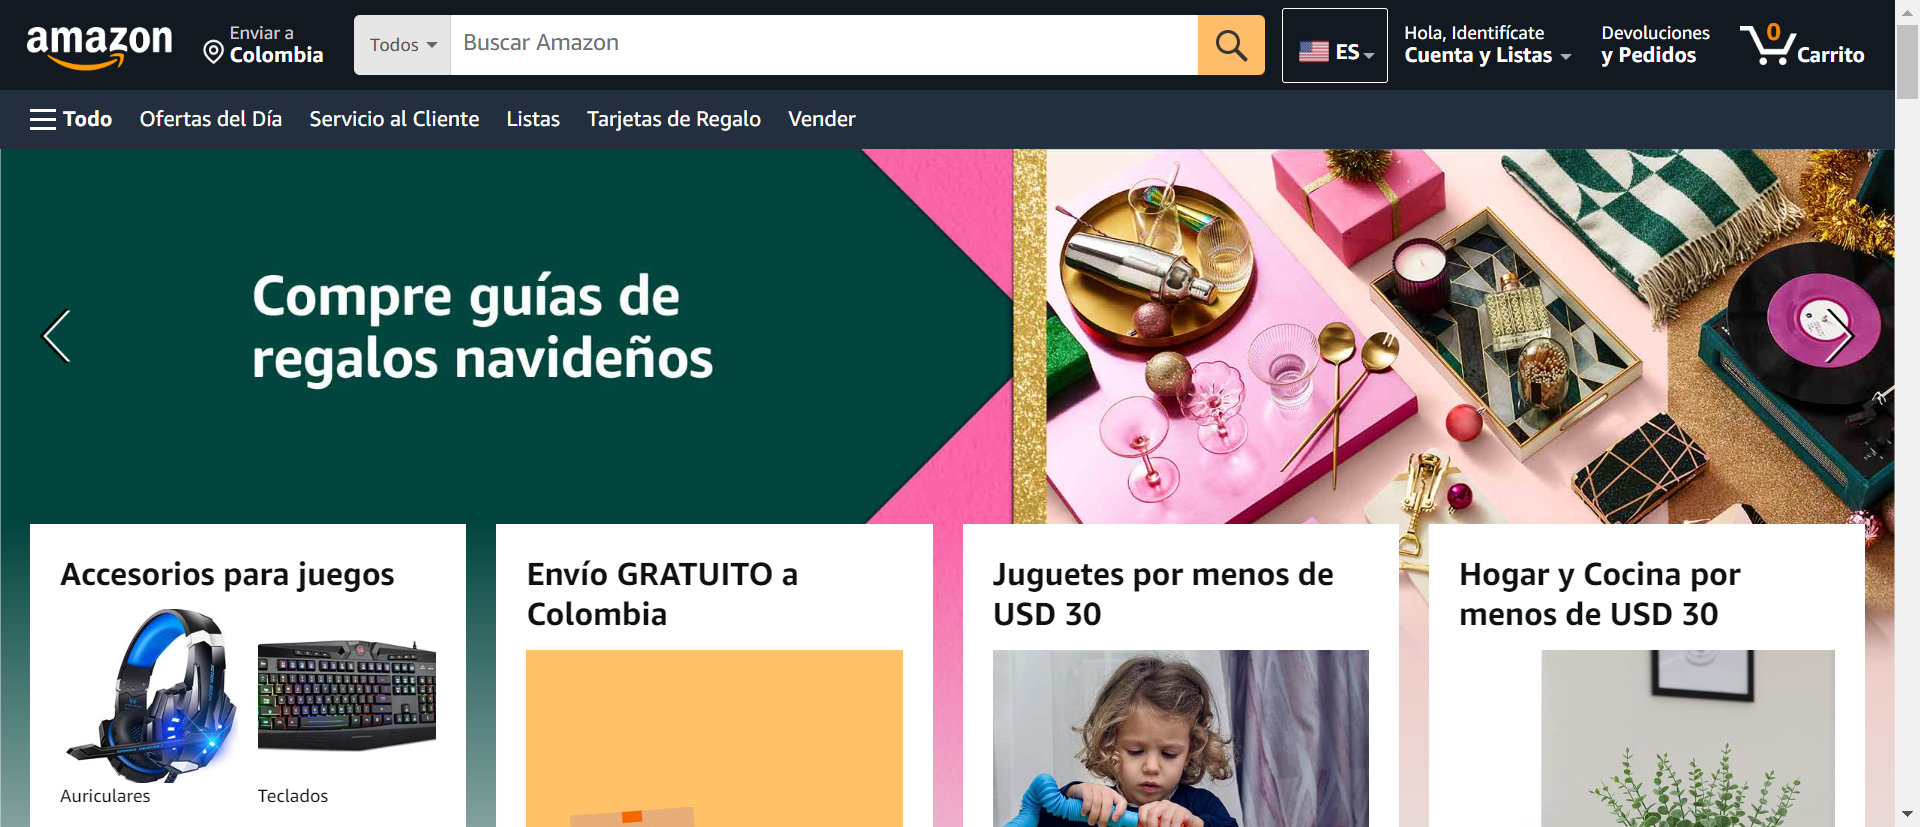 amazon
Enviar a
Colombia
Todos
Buscar Amazon
ES
Hola, Identifícate
Cuenta y Listas
Devoluciones
y Pedidos
0
Carrito
Todo
Ofertas del Día
Servicio al Cliente
Listas
Tarjetas de Regalo
Vender
Compre guías de
regalos navideños
Accesorios para juegos
Auriculares
Teclados
Envío GRATUITO a
Colombia
Juguetes por menos de
USD 30
Hogar y Cocina por
menos de USD 30